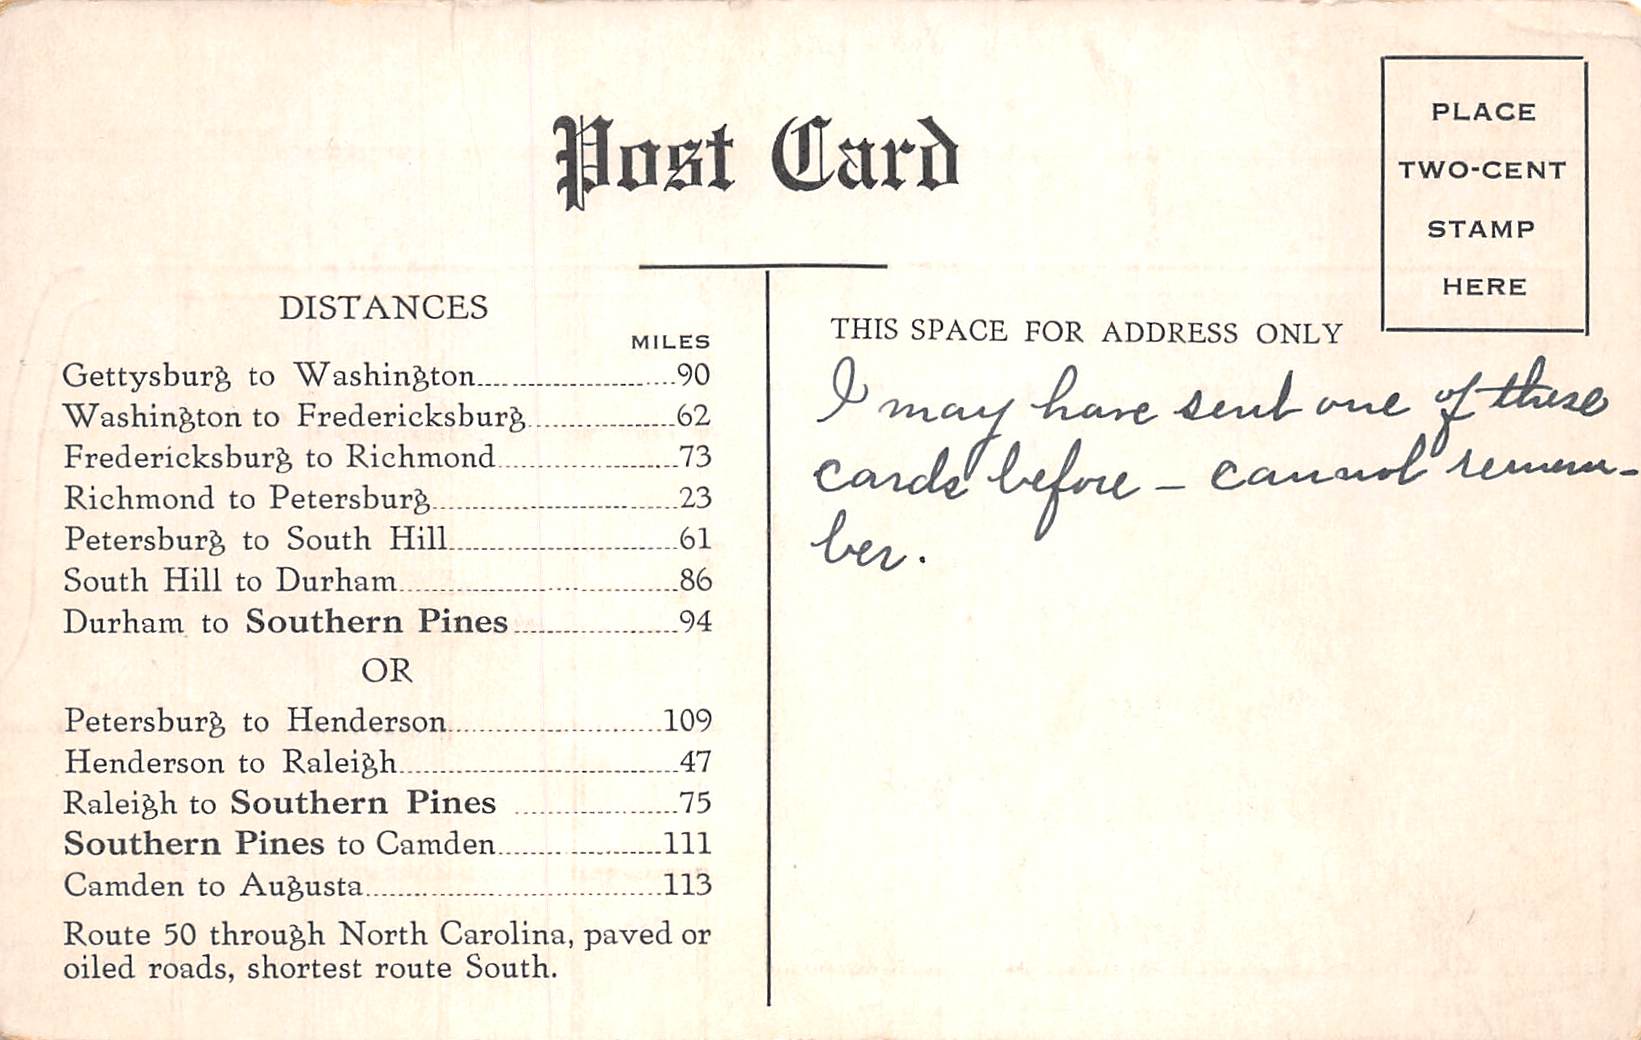 Post Card
PLACE
TWO-CENT
STAMP
HERE
DISTANCES
MILES
Gettysburg to Washington........................90
Washington to Fredericksburg..................62
Fredericksburg to Richmond......................73
Richmond to Petersburg..............................23
Petersburg to South Hill............................61
South Hill to Durham..................................86
Durham to Southern Pines....................94
OR
Petersburg to Henderson..........................109
Henderson to Raleigh..................................47
Raleigh to Southern Pines ....................75
Southern Pines to Camden....................111
Camden to Augusta....................................113
Route 50 through North Carolina, paved or
oiled roads, shortest route South.
THIS SPACE FOR ADDRESS ONLY
I may have sent one of these
cards before – cannot remem-
ber.